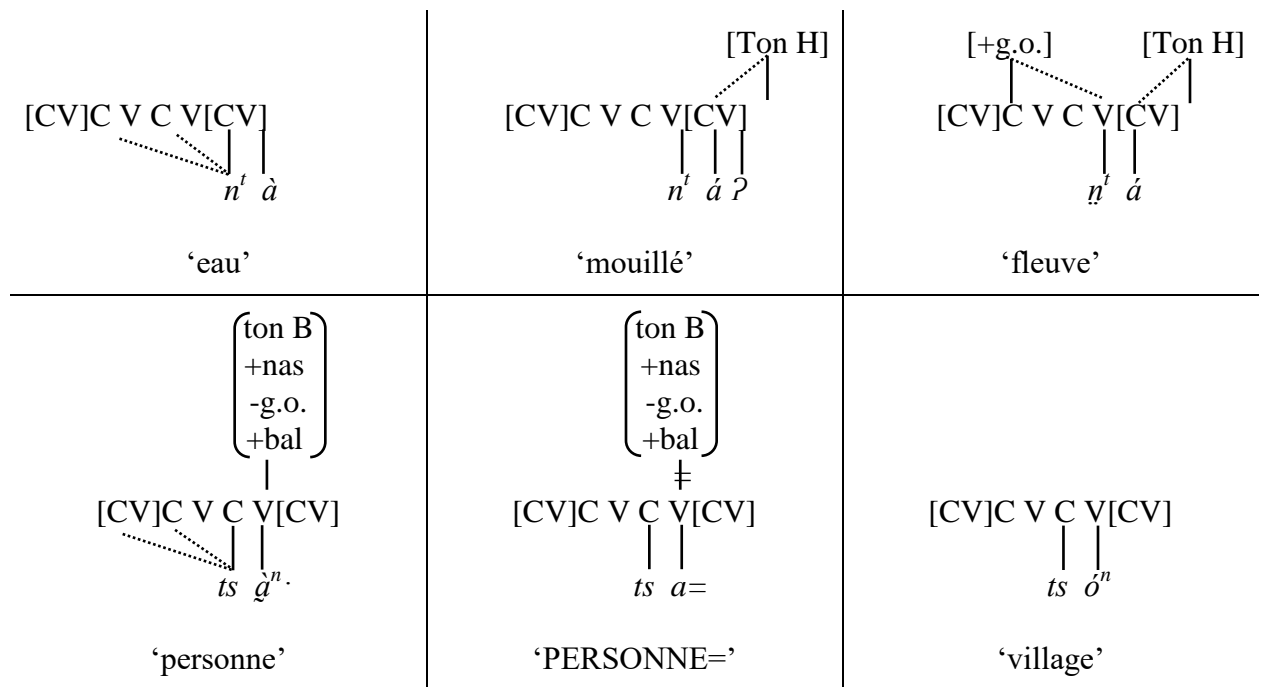 [Ton H]
[+g.o.] [Ton H]
[CV]C V C V[CV]
[CV]C V C V[CV]
[CV]C V C V[CV]
nᵗ à
nᵗ á ʔ
n̤ᵗ á
‘eau’
‘mouillé’
‘fleuve’
ton B
+nas
-g.o.
+bal
ton B
+nas
-g.o.
+bal
[CV]C V C V[CV]
[CV]C V C V[CV]
[CV]C V C V[CV]
ts à̰ⁿ·
ts a=
ts óⁿ
‘personne’
‘PERSONNE=’
‘village’